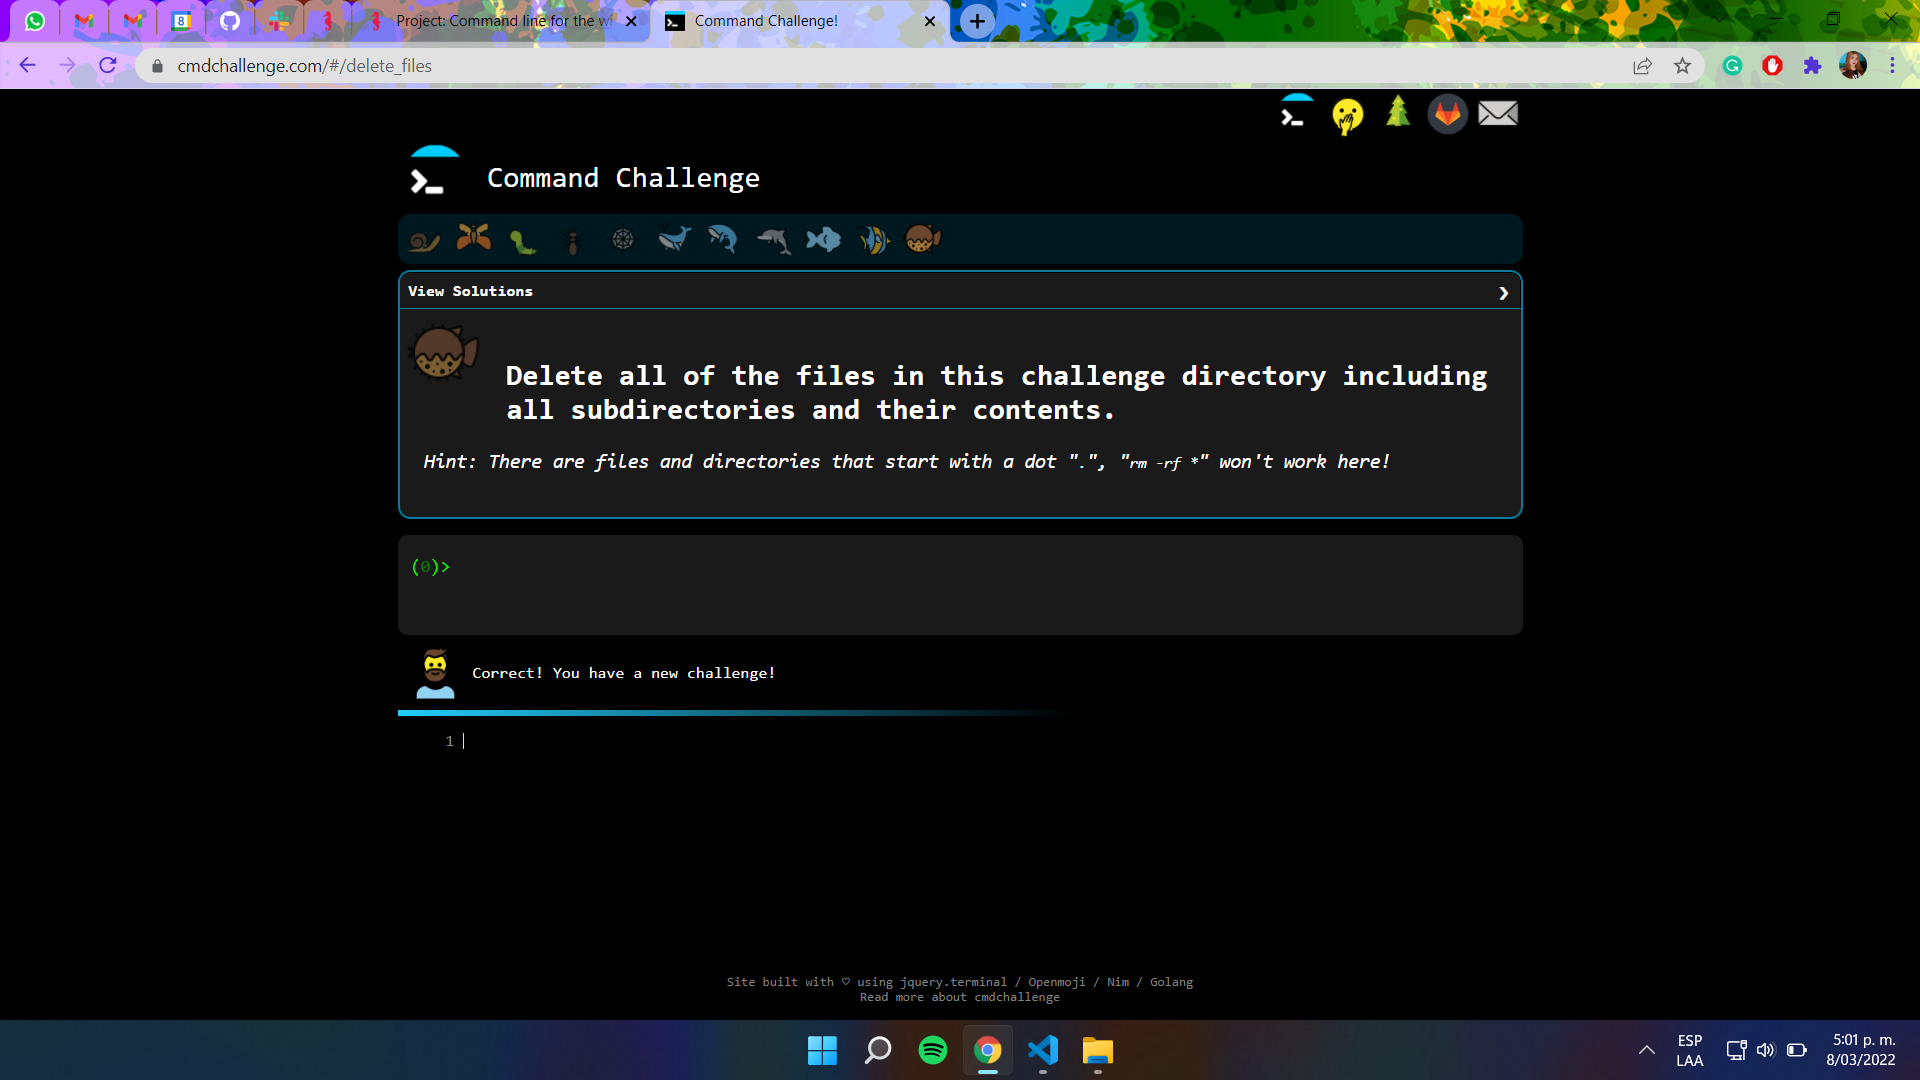 8
Project: Command line for the w
Command Challenge!
cmdchallenge.com/#/delete_files
Command Challenge
View Solutions
Delete all of the files in this challenge directory including
all subdirectories and their contents.
Hint: There are files and directories that start with a dot ".", "rm -rf *" won't work here!
(0)>
Correct! You have a new challenge!
1
Site built with ♡ using jquery.terminal / Openmoji / Nim / Golang
Read more about cmdchallenge
ESP
LAA
5:01 p. m.
8/03/2022